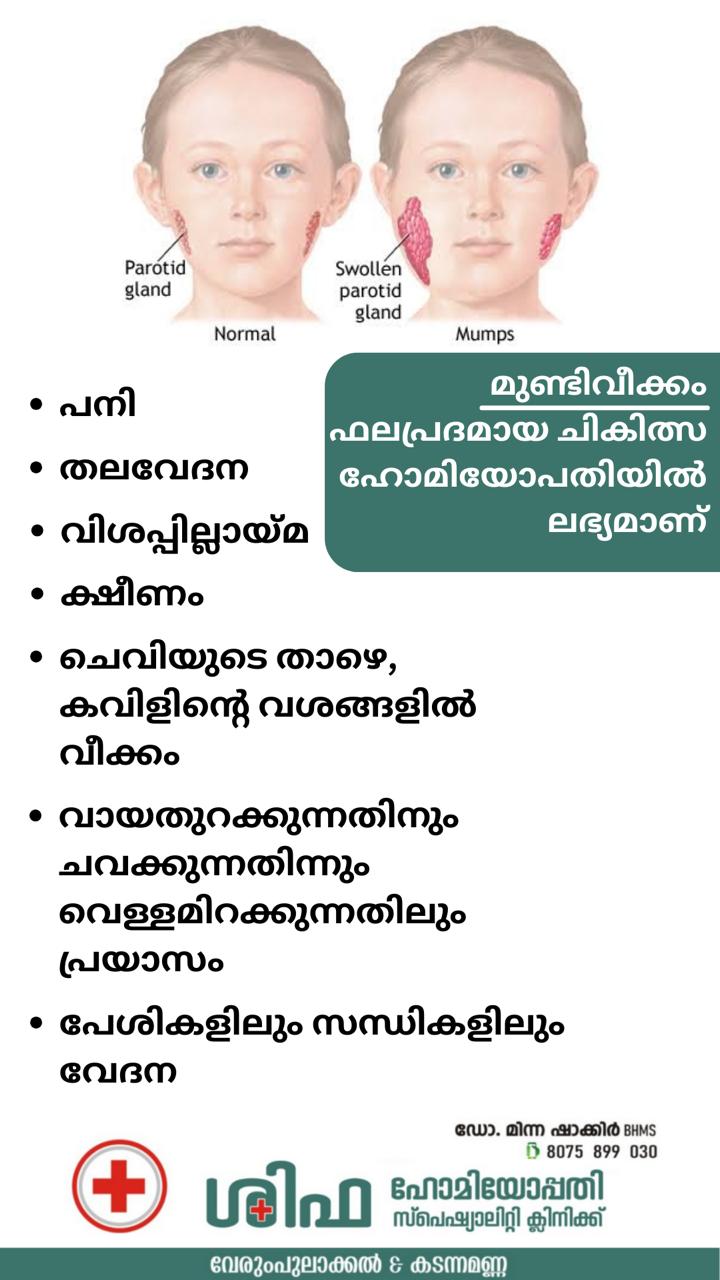 Parotid
gland
Normal
Swollen
parotid
gland
Mumps
മുണ്ടിവീക്കം
ഫലപ്രദമായ ചികിത്സ
ഹോമിയോപതിയിൽ
ലഭ്യമാണ്
• പനി
• തലവേദന
• വിശപ്പില്ലായ്മ
• ക്ഷീണം
• ചെവിയുടെ താഴെ,
കവിളിന്റെ വശങ്ങളിൽ
വീക്കം
• വായതുറക്കുന്നതിനും
ചവക്കുന്നതിന്നും
വെള്ളമിറക്കുന്നതിലും
പ്രയാസം
• പേശികളിലും സന്ധികളിലും
വേദന
ഡോ. മിന്ന ഷാക്കിർ BHMS
8075 899 030
ശിഫ
ഹോമിയോപ്പതി
സ്പെഷ്യാലിറ്റി ക്ലിനിക്ക്
വേരുംപുലാക്കൽ & കടന്നമണ്ണ